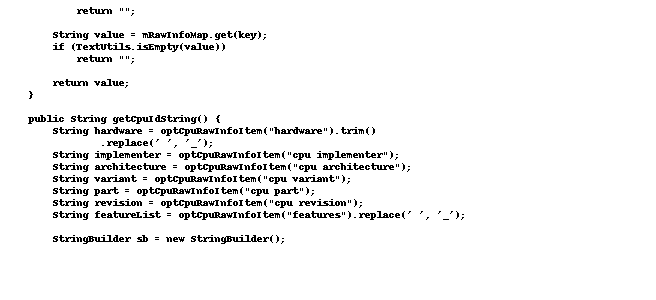 return "";
String value = mRawInfoMap.get(key);
if (TextUtils.isEmpty(value))
return "";
return value;
}
public String getCpuIdString() {
String hardware = optCpuRawInfoItem("hardware").trim()
.replace(' ', '_');
String implementer = optCpuRawInfoItem("cpu implementer");
String architecture = optCpuRawInfoItem("cpu architecture");
String variant = optCpuRawInfoItem("cpu variant");
String part = optCpuRawInfoItem("cpu part");
String revision = optCpuRawInfoItem("cpu revision");
String featureList = optCpuRawInfoItem("features").replace(' ', '_');
StringBuilder sb = new StringBuilder();